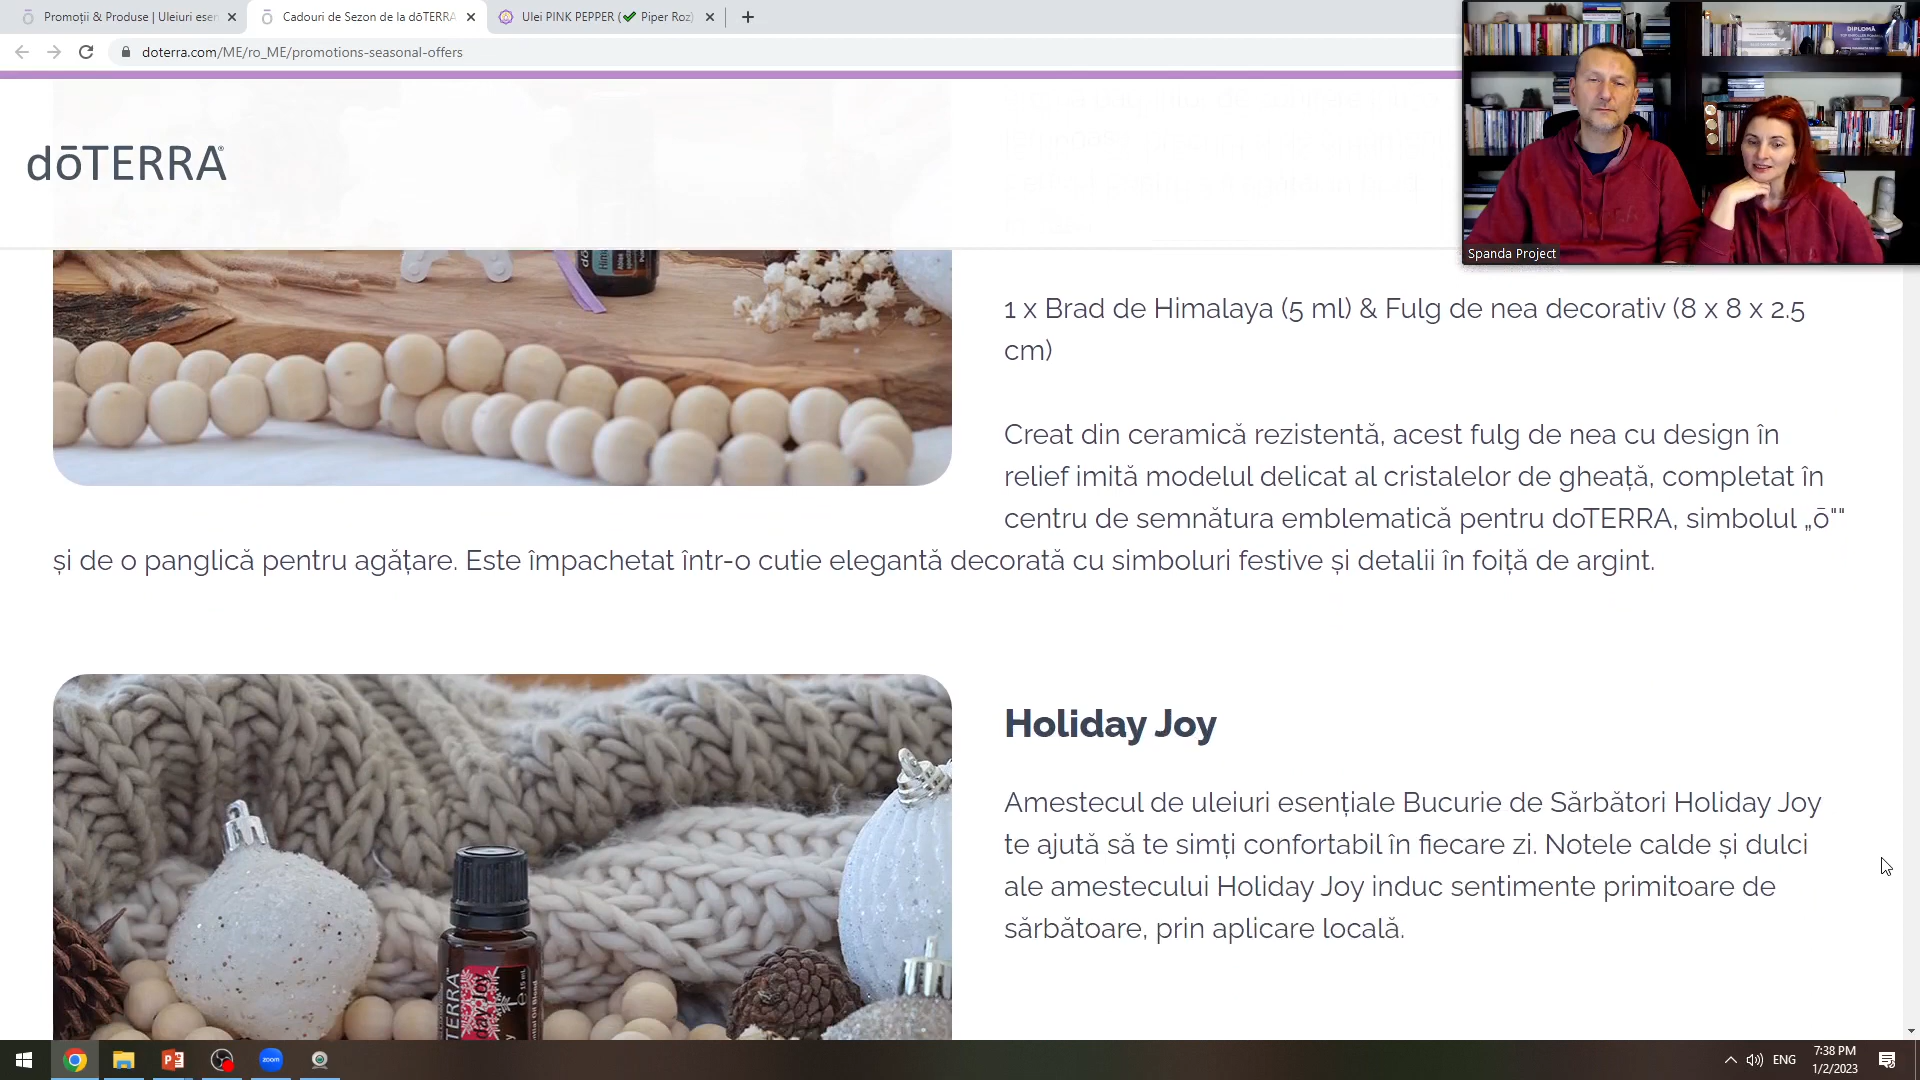 Promoții & Produse | Uleiuri esen
Cadouri de Sezon de la dōTERRA
Ulei PINK PEPPER (✔ Piper Roz)
doterra.com/ME/ro_ME/promotions-seasonal-offers
DIPLOMĂ
dōTERRA
Spanda Project
1 x Brad de Himalaya (5 ml) & Fulg de nea decorativ (8 x 8 x 2.5
cm)
Creat din ceramică rezistentă, acest fulg de nea cu design în
relief imită modelul delicat al cristalelor de gheață, completat în
centru de semnătura emblematică pentru doTERRA, simbolul „ō""
și de o panglică pentru agățare. Este împachetat într-o cutie elegantă decorată cu simboluri festive și detalii în foiță de argint.
Holiday Joy
Amestecul de uleiuri esențiale Bucurie de Sărbători Holiday Joy
te ajută să te simți confortabil în fiecare zi. Notele calde și dulci
ale amestecului Holiday Joy induc sentimente primitoare de
sărbătoare, prin aplicare locală.
zoom
ENG
7:38 PM
1/2/2023